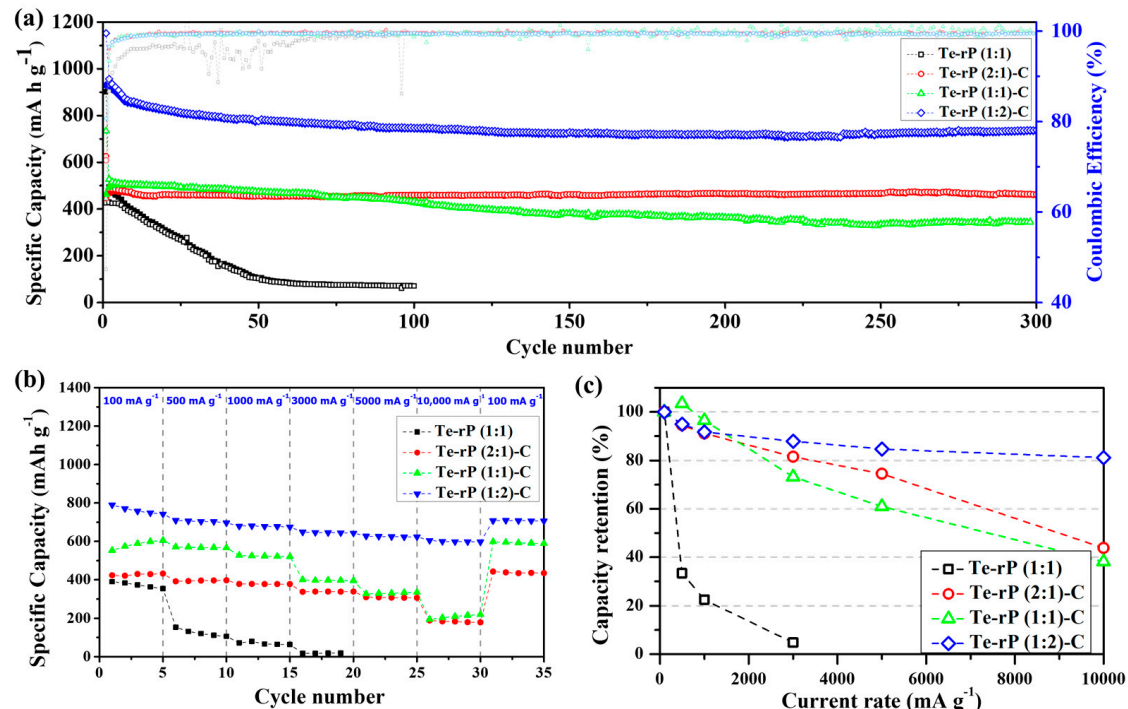 (a)
Specific Capacity (mA h g⁻¹)
1200
1000
800
600
400
200
0
0
50
100
150
200
250
300
Cycle number
100
80
60
40
Coulombic Efficiency (%)
Te-rP (1:1)
Te-rP (2:1)-C
Te-rP (1:1)-C
Te-rP (1:2)-C
(b)
Specific Capacity (mAh g⁻¹)
1400
1200
1000
800
600
400
200
0
100 mA g⁻¹
500 mA g⁻¹
1000 mA g⁻¹
3000 mA g⁻¹
5000 mA g⁻¹
10,000 mA g⁻¹
100 mA g⁻¹
Te-rP (1:1)
Te-rP (2:1)-C
Te-rP (1:1)-C
Te-rP (1:2)-C
0
5
10
15
20
25
30
35
Cycle number
(c)
Capacity retention (%)
100
80
60
40
20
0
Te-rP (1:1)
Te-rP (2:1)-C
Te-rP (1:1)-C
Te-rP (1:2)-C
0
2000
4000
6000
8000
10000
Current rate (mA g⁻¹)